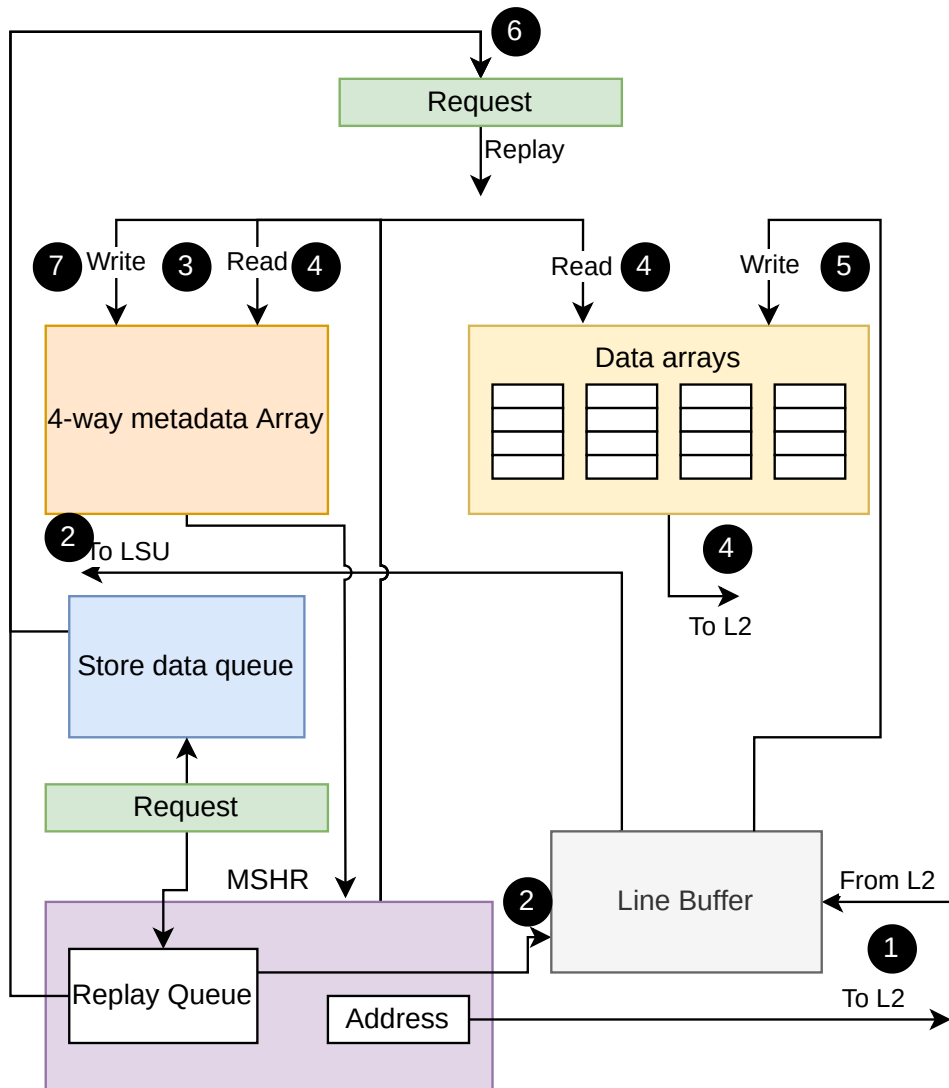 6
Request
Replay
7
Write
3
Read
4
Read
4
Write
5
4-way metadata Array
Data arrays
2
To LSU
4
To L2
Store data queue
Request
MSHR
2
Line Buffer
From L2
1
Replay Queue
Address
To L2